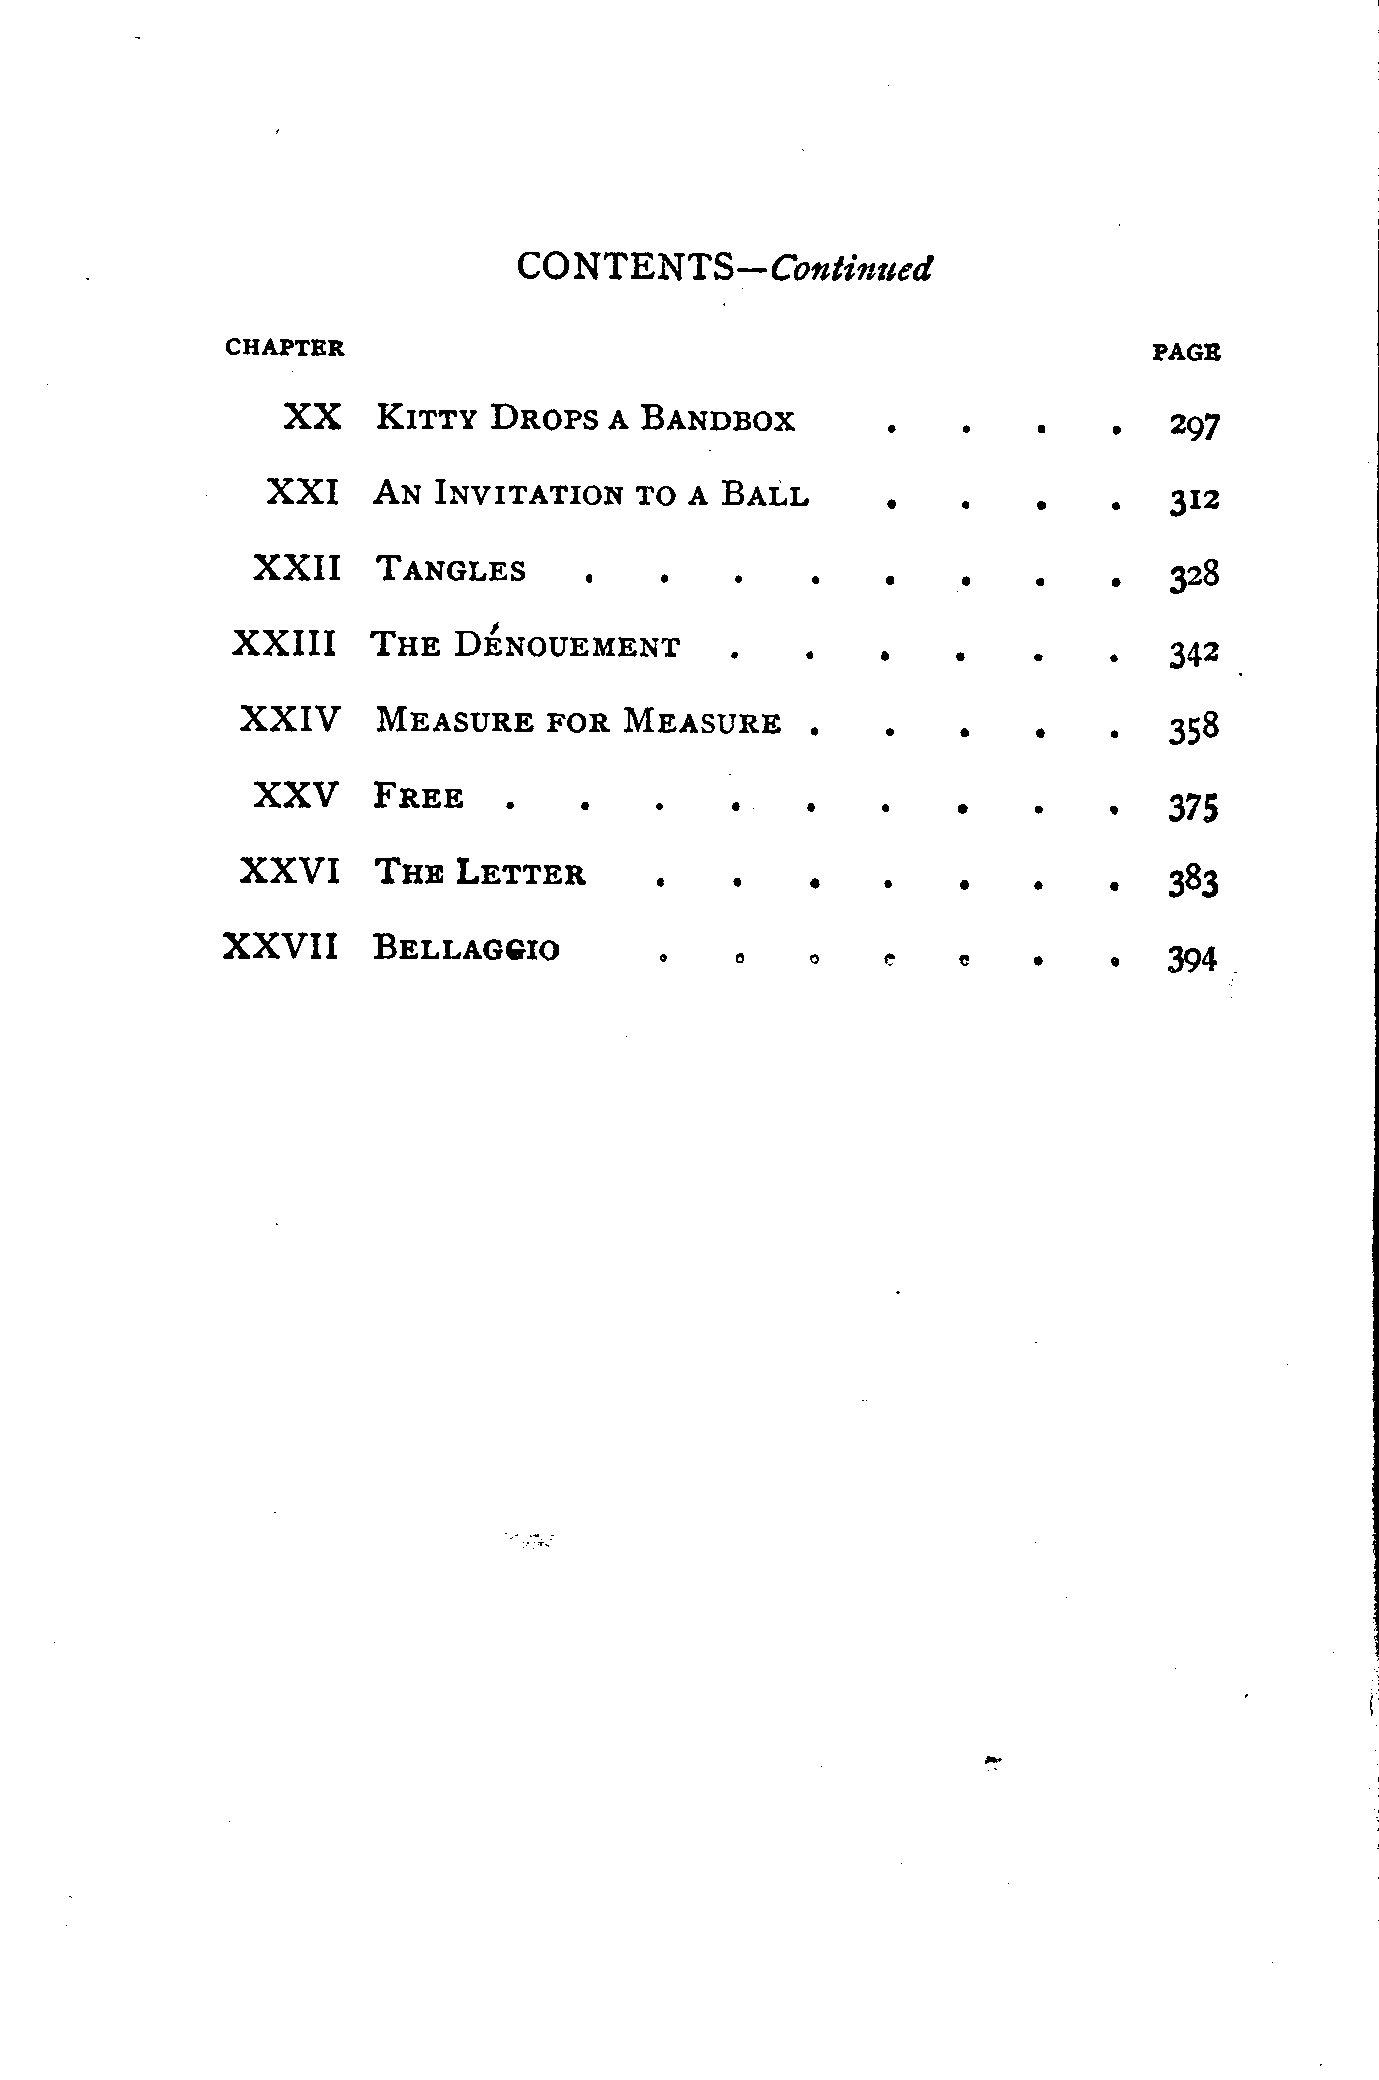 CONTENTS—Continued
CHAPTER PAGE
XX KITTY DROPS A BANDBOX . . . . 297
XXI AN INVITATION TO A BALL . . . . 312
XXII TANGLES . . . . . . . . 328
XXIII THE DÉNOUEMENT . . . . . . 342
XXIV MEASURE FOR MEASURE . . . . . 358
XXV FREE . . . . . . . . . 375
XXVI THE LETTER . . . . . . . 383
XXVII BELLAGGIO . . . . . . . 394